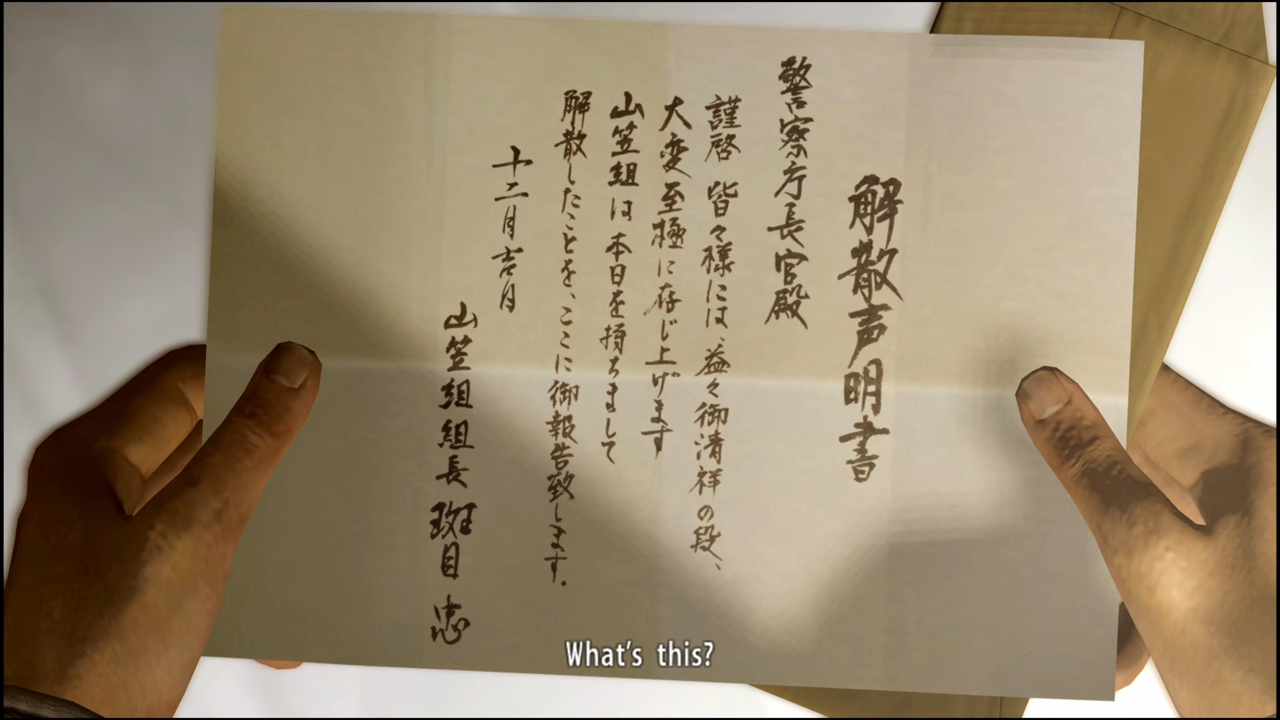 解散声明書
警察庁長官殿
謹啓 皆々様には、益々御清祥の段、
大変至極に存じ上げます
山笠組は本日を持ちまして
解散したことを、ここに御報告致します。
十二月吉日
山笠組組長 斑目 忠
What's this?